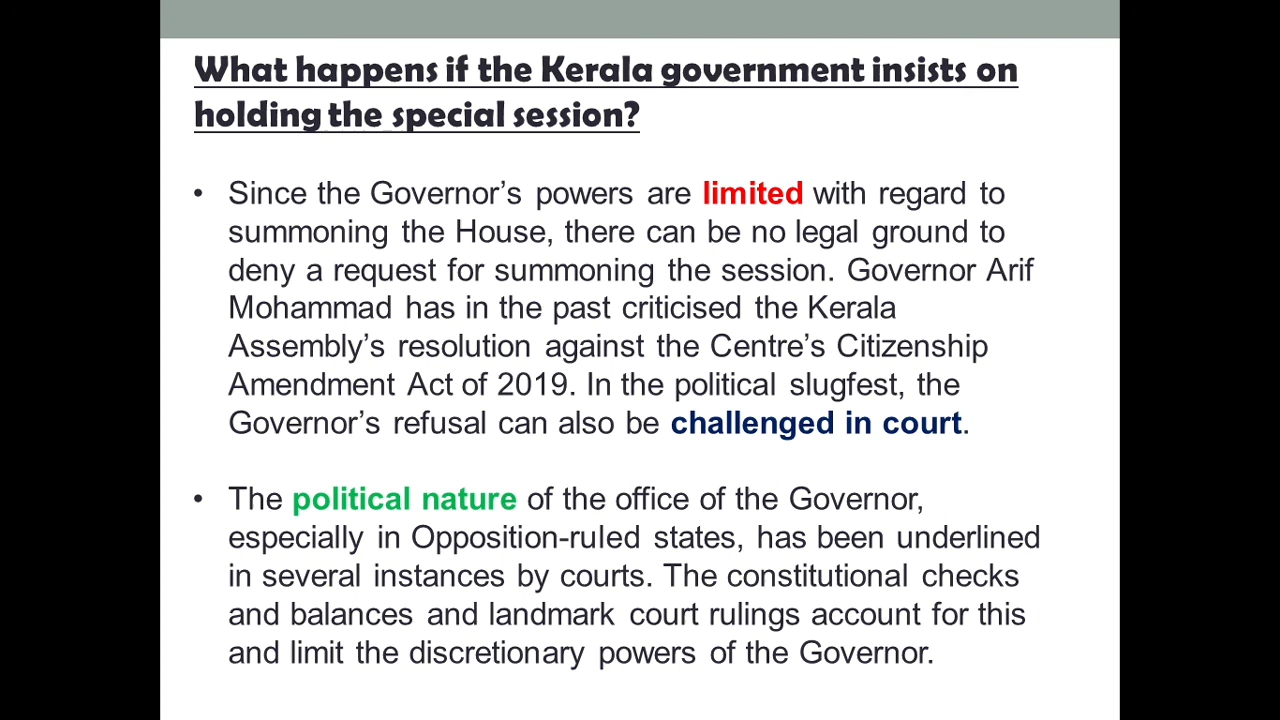 What happens if the Kerala government insists on
holding the special session?
• Since the Governor’s powers are limited with regard to
summoning the House, there can be no legal ground to
deny a request for summoning the session. Governor Arif
Mohammad has in the past criticised the Kerala
Assembly’s resolution against the Centre’s Citizenship
Amendment Act of 2019. In the political slugfest, the
Governor’s refusal can also be challenged in court.
• The political nature of the office of the Governor,
especially in Opposition-ruled states, has been underlined
in several instances by courts. The constitutional checks
and balances and landmark court rulings account for this
and limit the discretionary powers of the Governor.